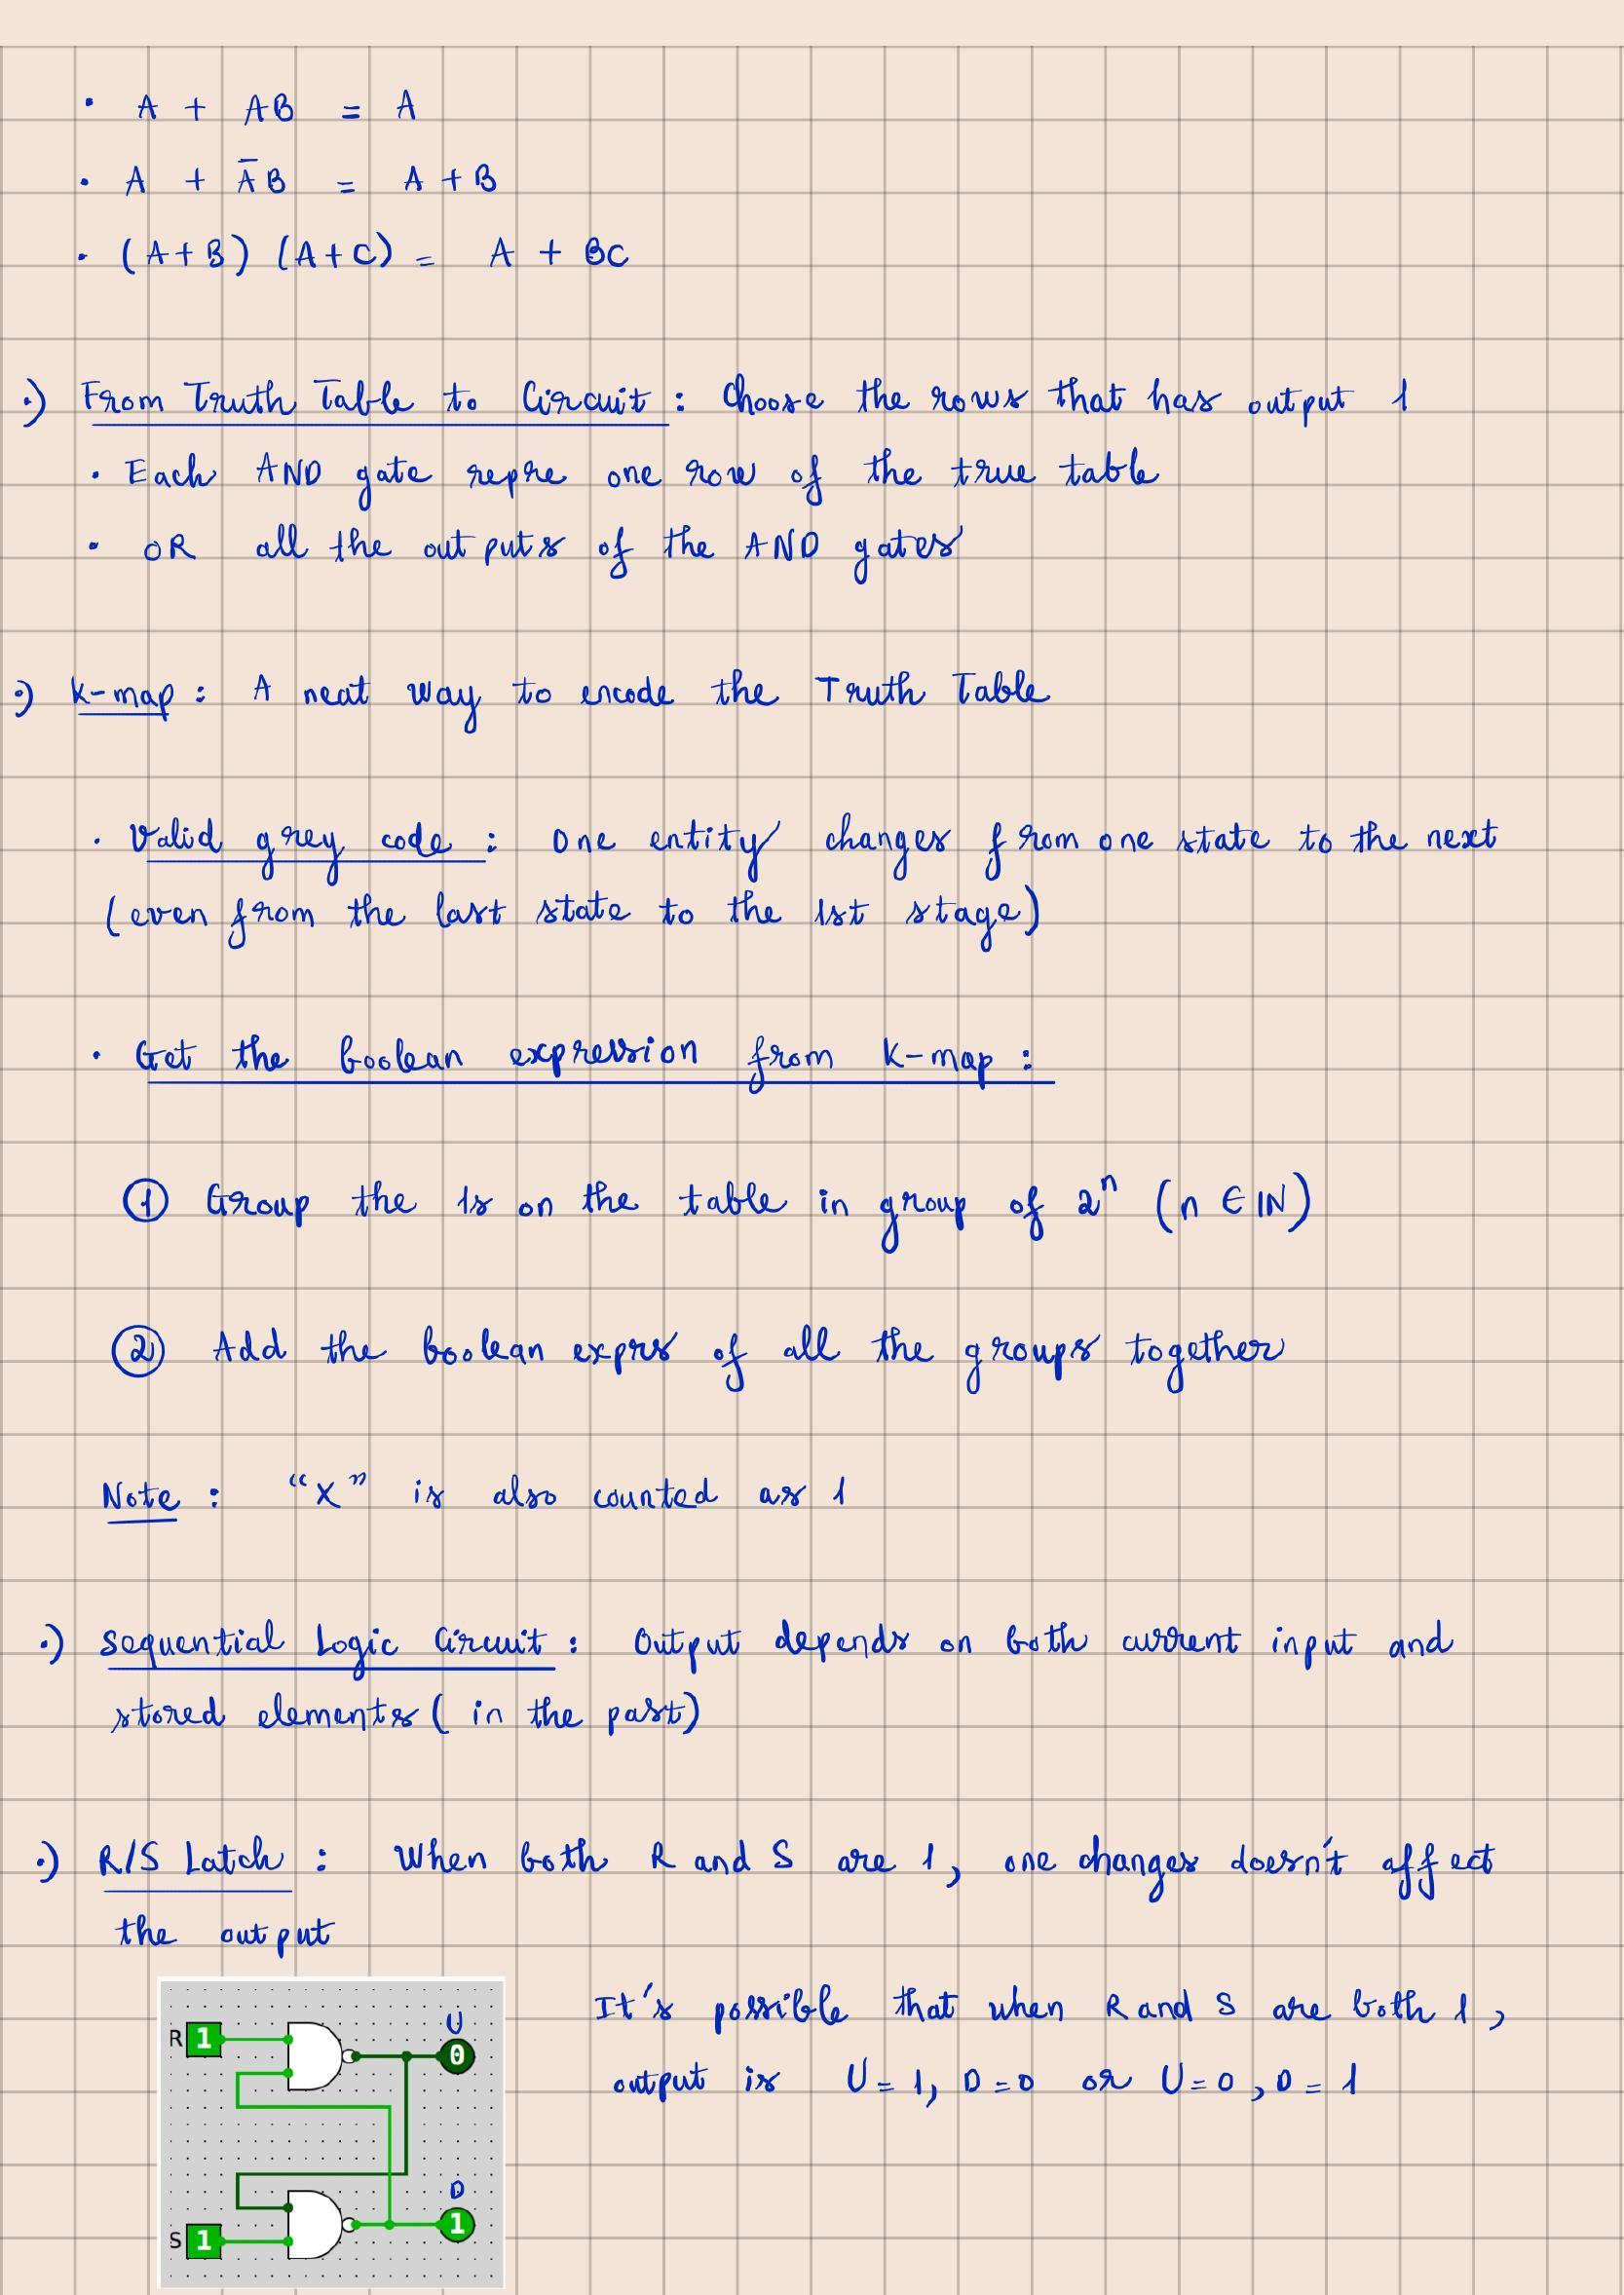 • A + AB = A
• A + A̅B = A + B
• (A+B) (A+C) = A + BC
•) From Truth Table to Circuit : Choose the rows that has output 1
• Each AND gate repre one row of the true table
• OR all the outputs of the AND gates
•) K-map : A neat way to encode the Truth Table
• Valid grey code : One entity changes from one state to the next
(even from the last state to the 1st stage)
• Get the boolean expression from K-map :
① Group the 1s on the table in group of 2ⁿ (n ∈ ℕ)
② Add the boolean exprs of all the groups together
Note : "X" is also counted as 1
•) Sequential Logic Circuit : Output depends on both current input and
stored elements ( in the past)
•) R/S Latch : When both R and S are 1, one changes doesn't affect
the output
It's possible that when R and S are both 1,
output is U = 1, D = 0 or U = 0, D = 1
U
R 1 0
D
S 1 1